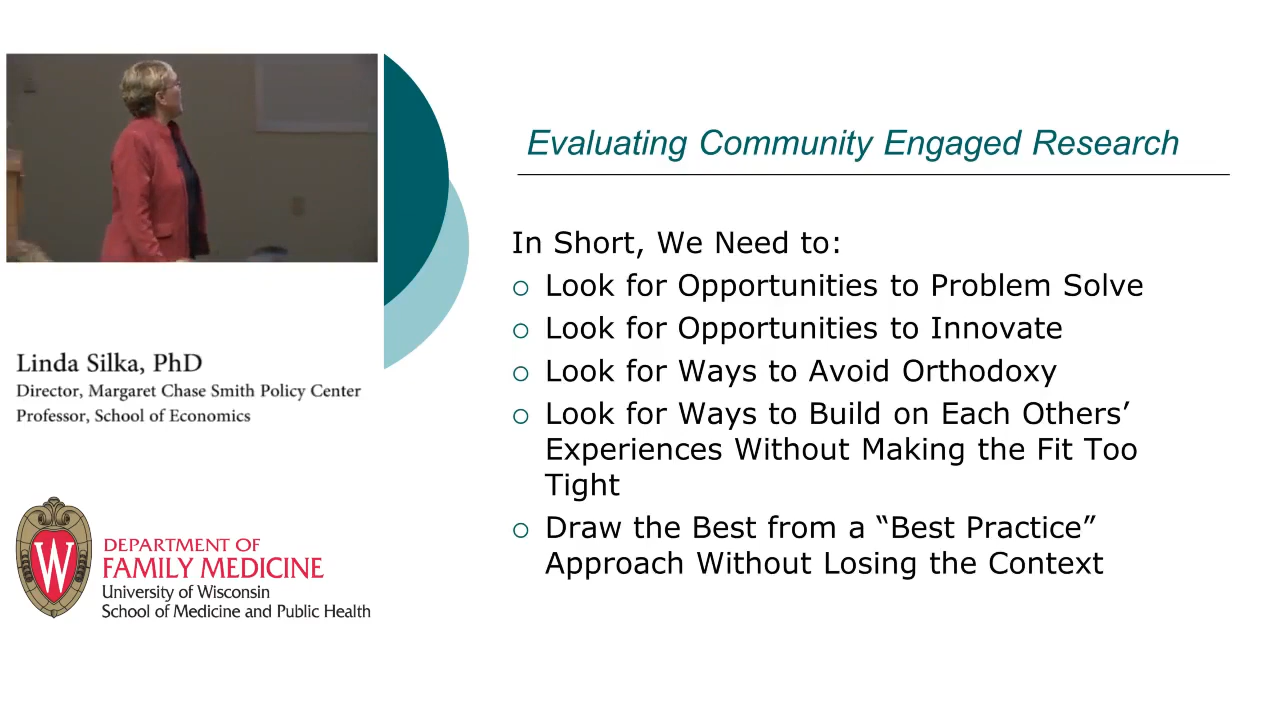 Evaluating Community Engaged Research
In Short, We Need to:
Look for Opportunities to Problem Solve
Look for Opportunities to Innovate
Look for Ways to Avoid Orthodoxy
Look for Ways to Build on Each Others’
Experiences Without Making the Fit Too
Tight
Draw the Best from a “Best Practice”
Approach Without Losing the Context
Linda Silka, PhD
Director, Margaret Chase Smith Policy Center
Professor, School of Economics
W
DEPARTMENT OF
FAMILY MEDICINE
University of Wisconsin
School of Medicine and Public Health